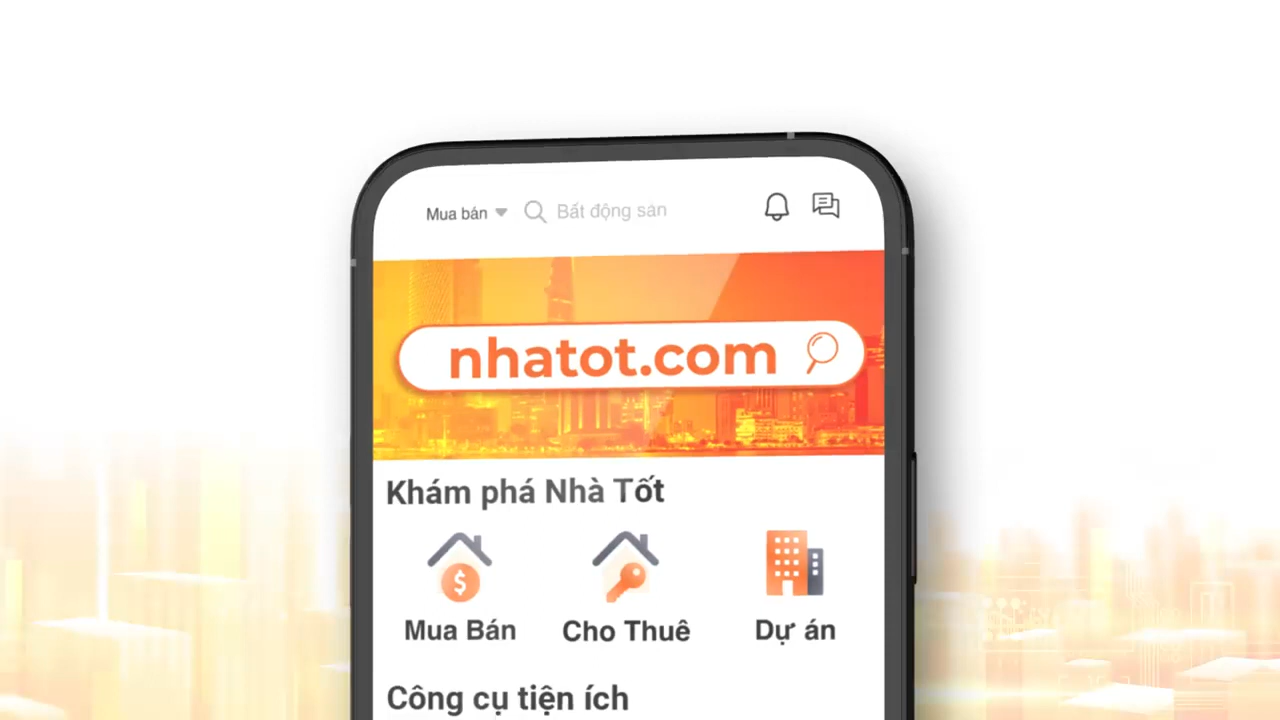 Mua bán Bất động sản
nhatot.com
Khám phá Nhà Tốt
Mua Bán Cho Thuê Dự án
Công cụ tiện ích